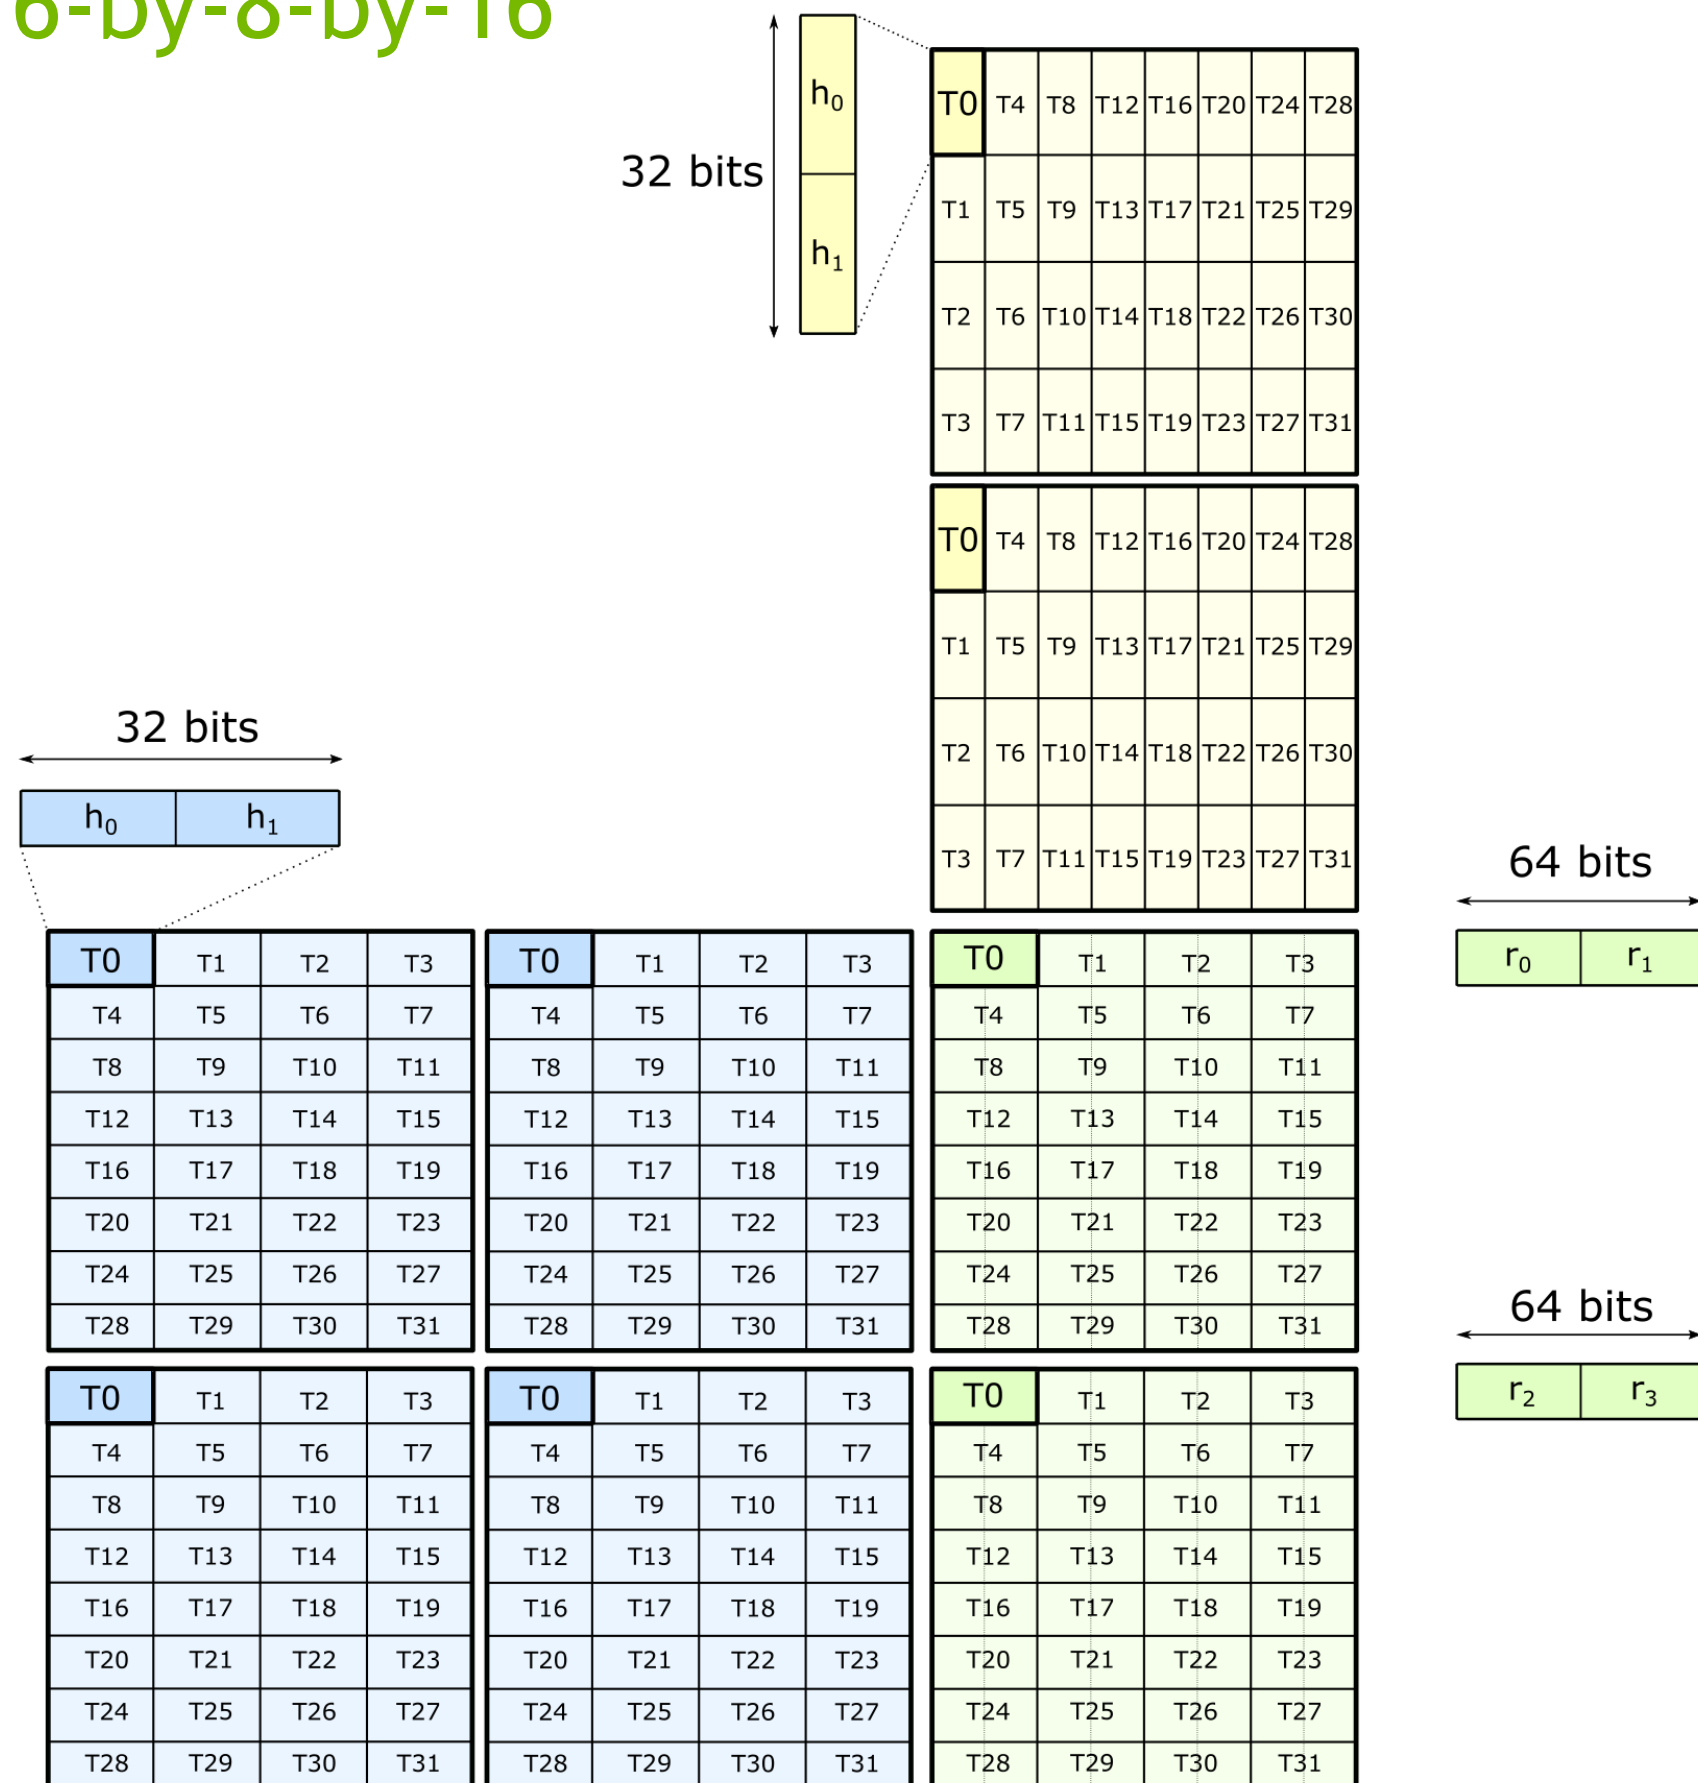 6-by-8-by-16
32 bits
h₀
h₁
T0 T4 T8 T12 T16 T20 T24 T28
T1 T5 T9 T13 T17 T21 T25 T29
T2 T6 T10 T14 T18 T22 T26 T30
T3 T7 T11 T15 T19 T23 T27 T31
T0 T4 T8 T12 T16 T20 T24 T28
T1 T5 T9 T13 T17 T21 T25 T29
T2 T6 T10 T14 T18 T22 T26 T30
T3 T7 T11 T15 T19 T23 T27 T31
32 bits
h₀ h₁
T0 T1 T2 T3
T4 T5 T6 T7
T8 T9 T10 T11
T12 T13 T14 T15
T16 T17 T18 T19
T20 T21 T22 T23
T24 T25 T26 T27
T28 T29 T30 T31
T0 T1 T2 T3
T4 T5 T6 T7
T8 T9 T10 T11
T12 T13 T14 T15
T16 T17 T18 T19
T20 T21 T22 T23
T24 T25 T26 T27
T28 T29 T30 T31
T0 T1 T2 T3
T4 T5 T6 T7
T8 T9 T10 T11
T12 T13 T14 T15
T16 T17 T18 T19
T20 T21 T22 T23
T24 T25 T26 T27
T28 T29 T30 T31
64 bits
r₀ r₁
T0 T1 T2 T3
T4 T5 T6 T7
T8 T9 T10 T11
T12 T13 T14 T15
T16 T17 T18 T19
T20 T21 T22 T23
T24 T25 T26 T27
T28 T29 T30 T31
T0 T1 T2 T3
T4 T5 T6 T7
T8 T9 T10 T11
T12 T13 T14 T15
T16 T17 T18 T19
T20 T21 T22 T23
T24 T25 T26 T27
T28 T29 T30 T31
T0 T1 T2 T3
T4 T5 T6 T7
T8 T9 T10 T11
T12 T13 T14 T15
T16 T17 T18 T19
T20 T21 T22 T23
T24 T25 T26 T27
T28 T29 T30 T31
64 bits
r₂ r₃